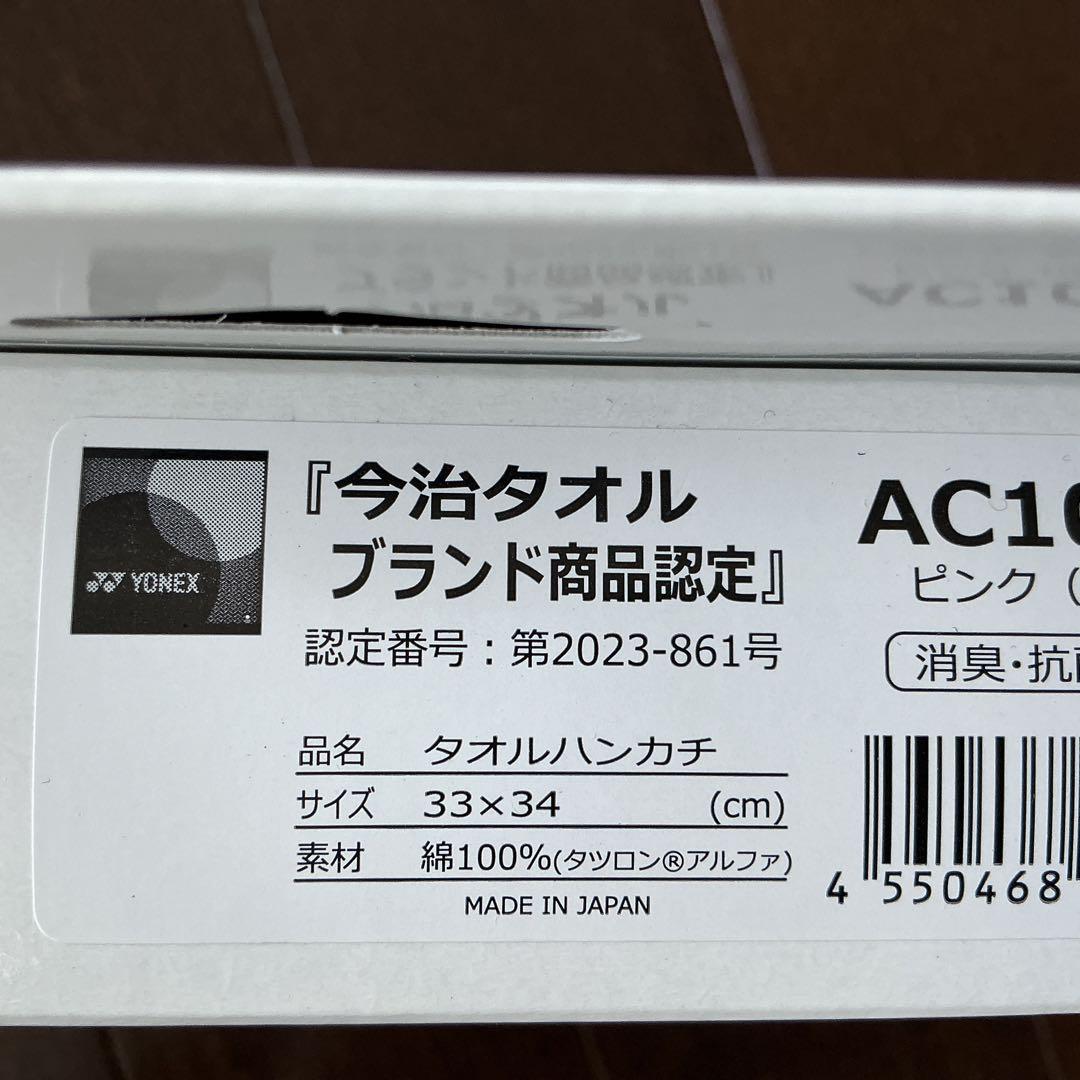 YONEX
『今治タオル
ブランド商品認定』
認定番号：第2023-861号
品名 タオルハンカチ
サイズ 33×34 (cm)
素材 綿100%(タツロン®アルファ)
MADE IN JAPAN
AC10
ピンク（
消臭・抗菌
4 550468